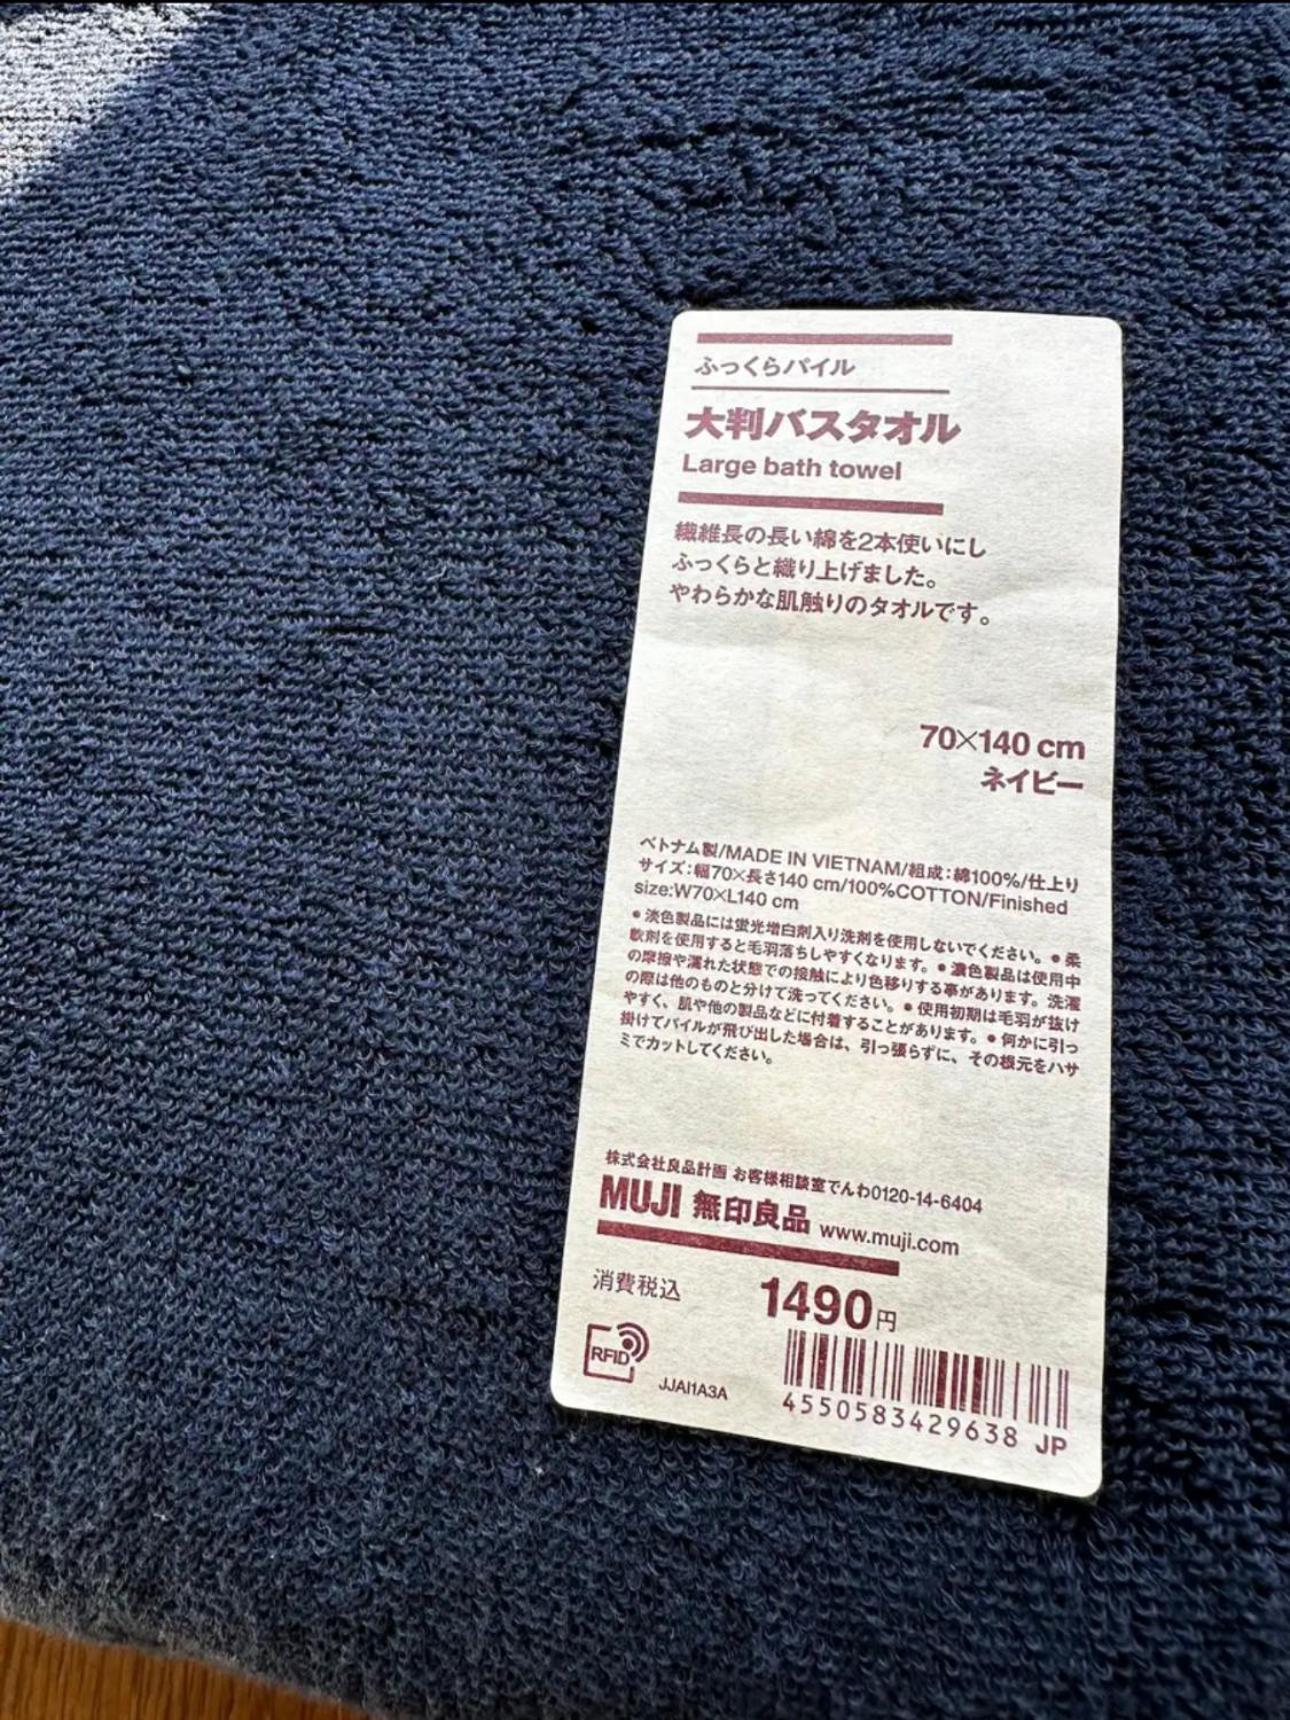 ふっくらパイル
大判バスタオル
Large bath towel
繊維長の長い綿を2本使いにし
ふっくらと織り上げました。
やわらかな肌触りのタオルです。
70×140 cm
ネイビー
ベトナム製/MADE IN VIETNAM/組成:綿100%/仕上り
サイズ:幅70×長さ140 cm/100%COTTON/Finished
size:W70×L140 cm
● 淡色製品には蛍光増白剤入り洗剤を使用しないでください。● 柔
軟剤を使用すると毛羽落ちしやすくなります。● 濃色製品は使用中
の摩擦や濡れた状態での接触により色移りする事があります。洗濯
の際は他のものと分けて洗ってください。● 使用初期は毛羽が抜け
やすく、肌や他の製品などに付着することがあります。● 何かに引っ
掛けてパイルが飛び出した場合は、引っ張らずに、その根元をハサ
ミでカットしてください。
株式会社良品計画 お客様相談室でんわ0120-14-6404
MUJI 無印良品 www.muji.com
消費税込 1490円
RFID
JJAI1A3A
4550583429638 JP